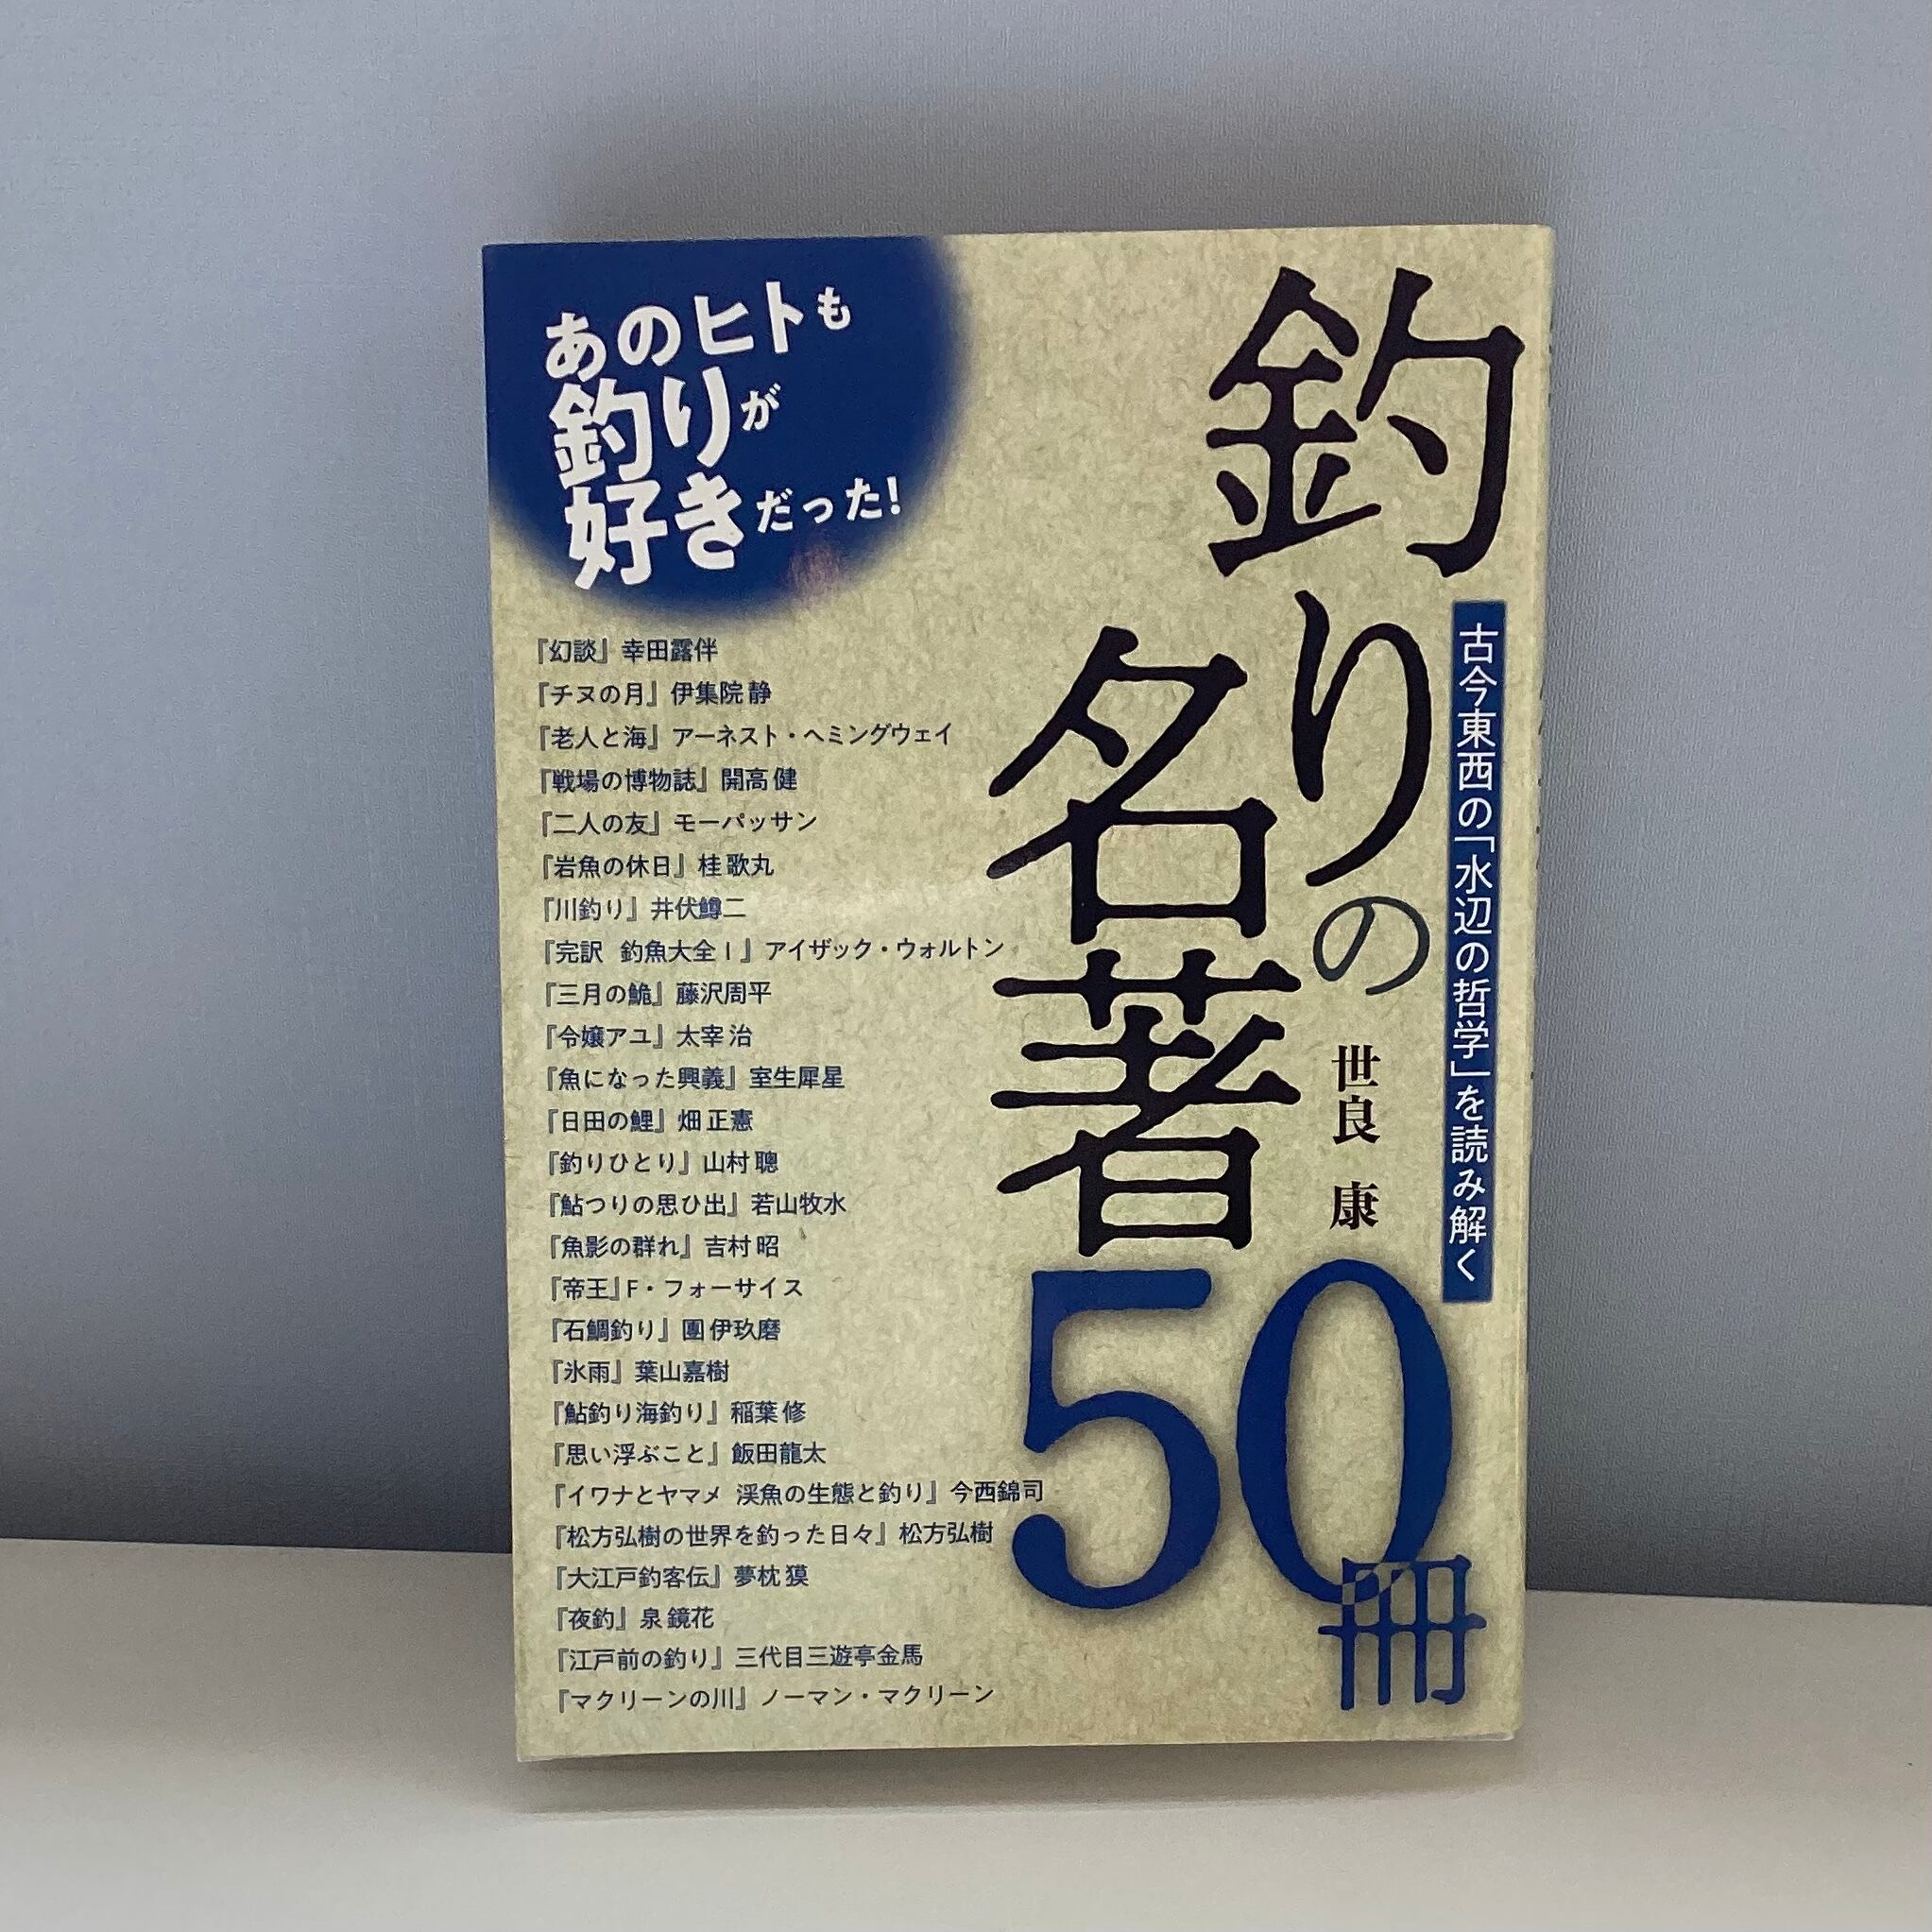 あのヒトも
釣りが
好きだった!
釣りの
名著
50冊
古今東西の「水辺の哲学」を読み解く
世良 康
『幻談』幸田露伴
『チヌの月』伊集院 静
『老人と海』アーネスト・ヘミングウェイ
『戦場の博物誌』開高 健
『二人の友』モーパッサン
『岩魚の休日』桂 歌丸
『川釣り』井伏鱒二
『完訳 釣魚大全Ⅰ』アイザック・ウォルトン
『三月の鮠』藤沢周平
『令嬢アユ』太宰 治
『魚になった興義』室生犀星
『日田の鯉』畑 正憲
『釣りひとり』山村 聰
『鮎つりの思ひ出』若山牧水
『魚影の群れ』吉村 昭
『帝王』F・フォーサイス
『石鯛釣り』團 伊玖磨
『氷雨』葉山嘉樹
『鮎釣り海釣り』稲葉 修
『思い浮ぶこと』飯田龍太
『イワナとヤマメ 渓魚の生態と釣り』今西錦司
『松方弘樹の世界を釣った日々』松方弘樹
『大江戸釣客伝』夢枕 獏
『夜釣』泉 鏡花
『江戸前の釣り』三代目三遊亭金馬
『マクリーンの川』ノーマン・マクリーン